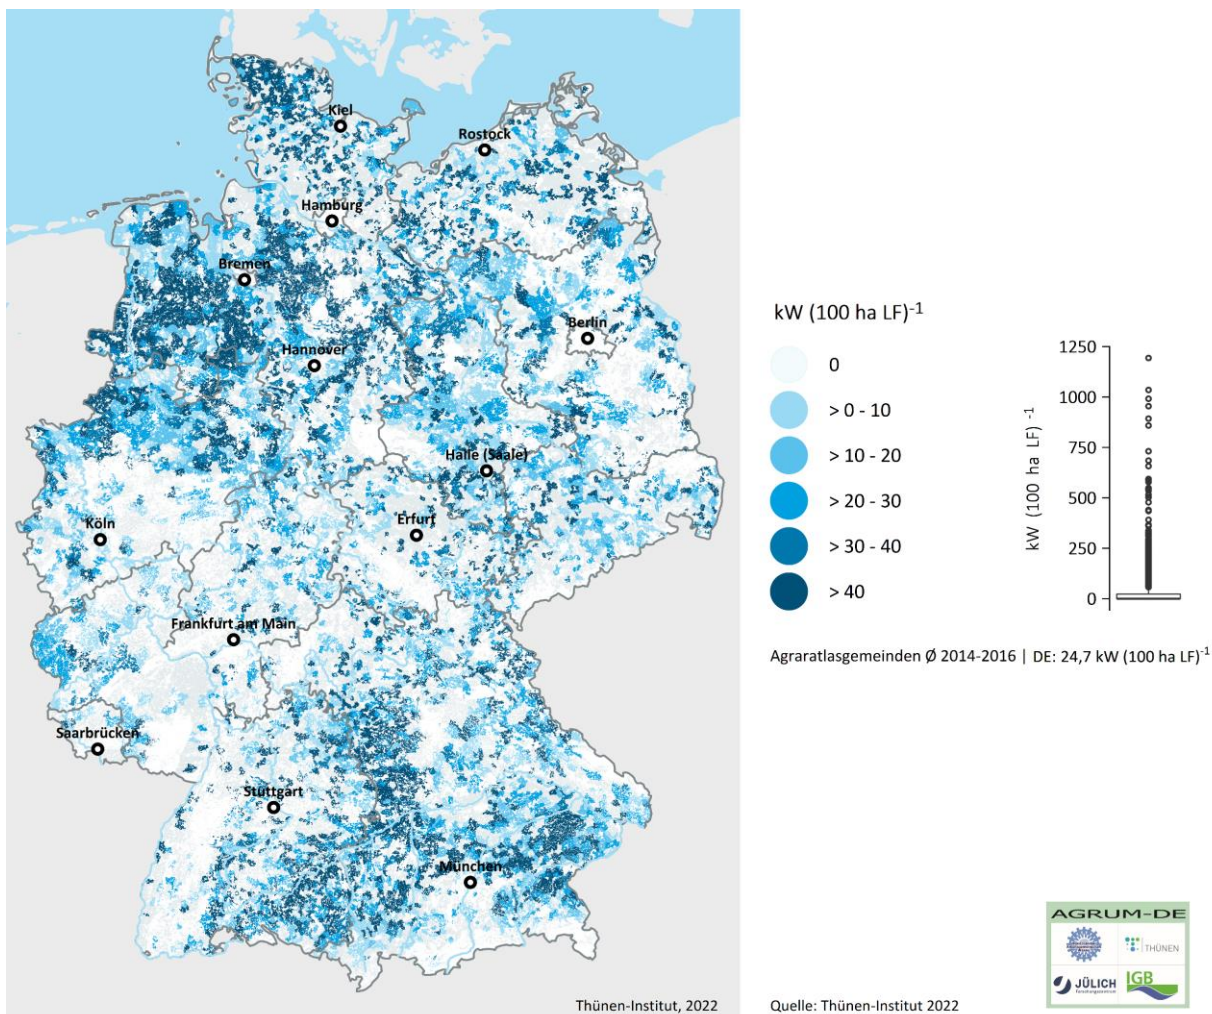 Kiel
Rostock
Hamburg
Bremen
Berlin
Hannover
Halle (Saale)
Köln
Erfurt
Frankfurt am Main
Saarbrücken
Stuttgart
München
Thünen-Institut, 2022
kW (100 ha LF)-1
0
> 0 - 10
> 10 - 20
> 20 - 30
> 30 - 40
> 40
kW (100 ha LF) -1
1250
1000
750
500
250
0
Agraratlasgemeinden Ø 2014-2016 | DE: 24,7 kW (100 ha LF)-1
Quelle: Thünen-Institut 2022
AGRUM-DE
THÜNEN
JÜLICH
Forschungszentrum
IGB